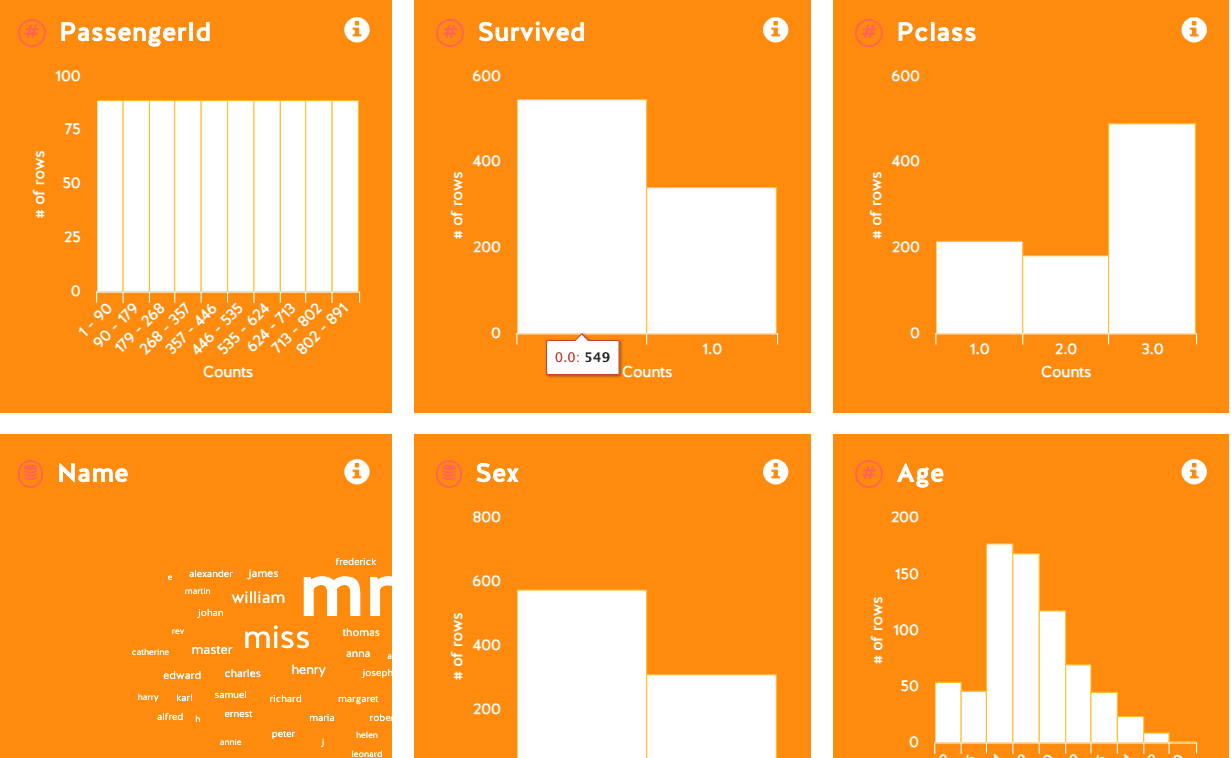 # PassengerId i
100
75
50
25
0
# of rows
1 - 90
90 - 179
179 - 268
268 - 357
357 - 446
446 - 535
535 - 624
624 - 713
713 - 802
802 - 891
Counts
# Survived i
600
400
200
0
# of rows
1.0
0.0: 549
Counts
# Pclass i
600
400
200
0
# of rows
1.0 2.0 3.0
Counts
Name i
frederick
e alexander james
mr
martin
william
johan
rev
miss
thomas
catherine master anna a
edward charles henry joseph
harry karl samuel richard margaret
alfred h ernest maria rober
annie peter j helen
leonard
Sex i
800
600
400
200
# of rows
# Age i
200
150
100
50
0
# of rows